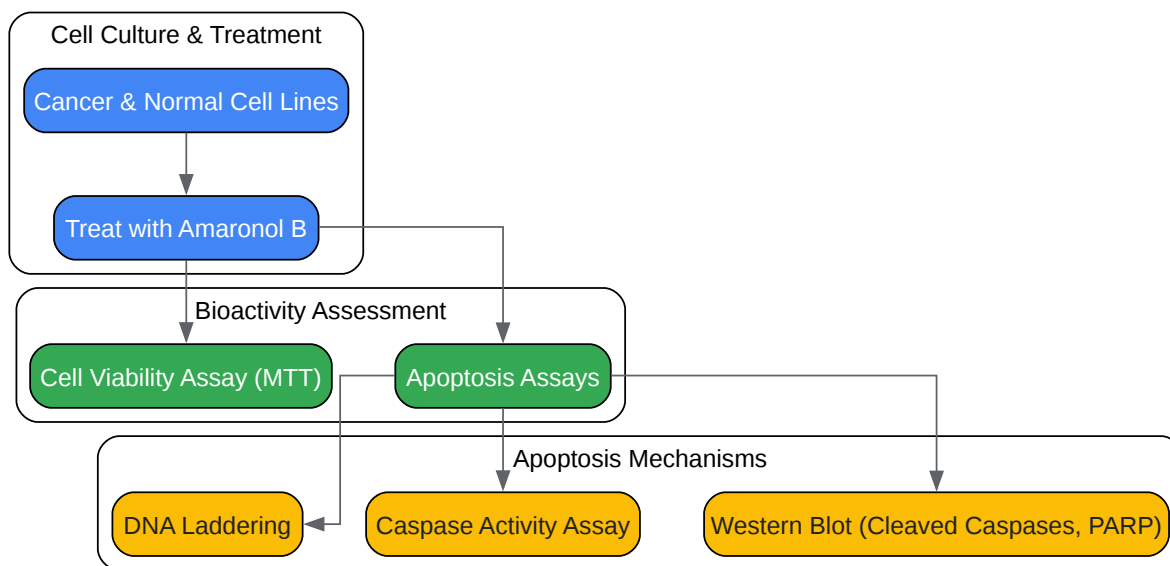 Cell Culture & Treatment
Cancer & Normal Cell Lines
Treat with Amaronol B
Bioactivity Assessment
Cell Viability Assay (MTT)
Apoptosis Assays
Apoptosis Mechanisms
DNA Laddering
Caspase Activity Assay
Western Blot (Cleaved Caspases, PARP)